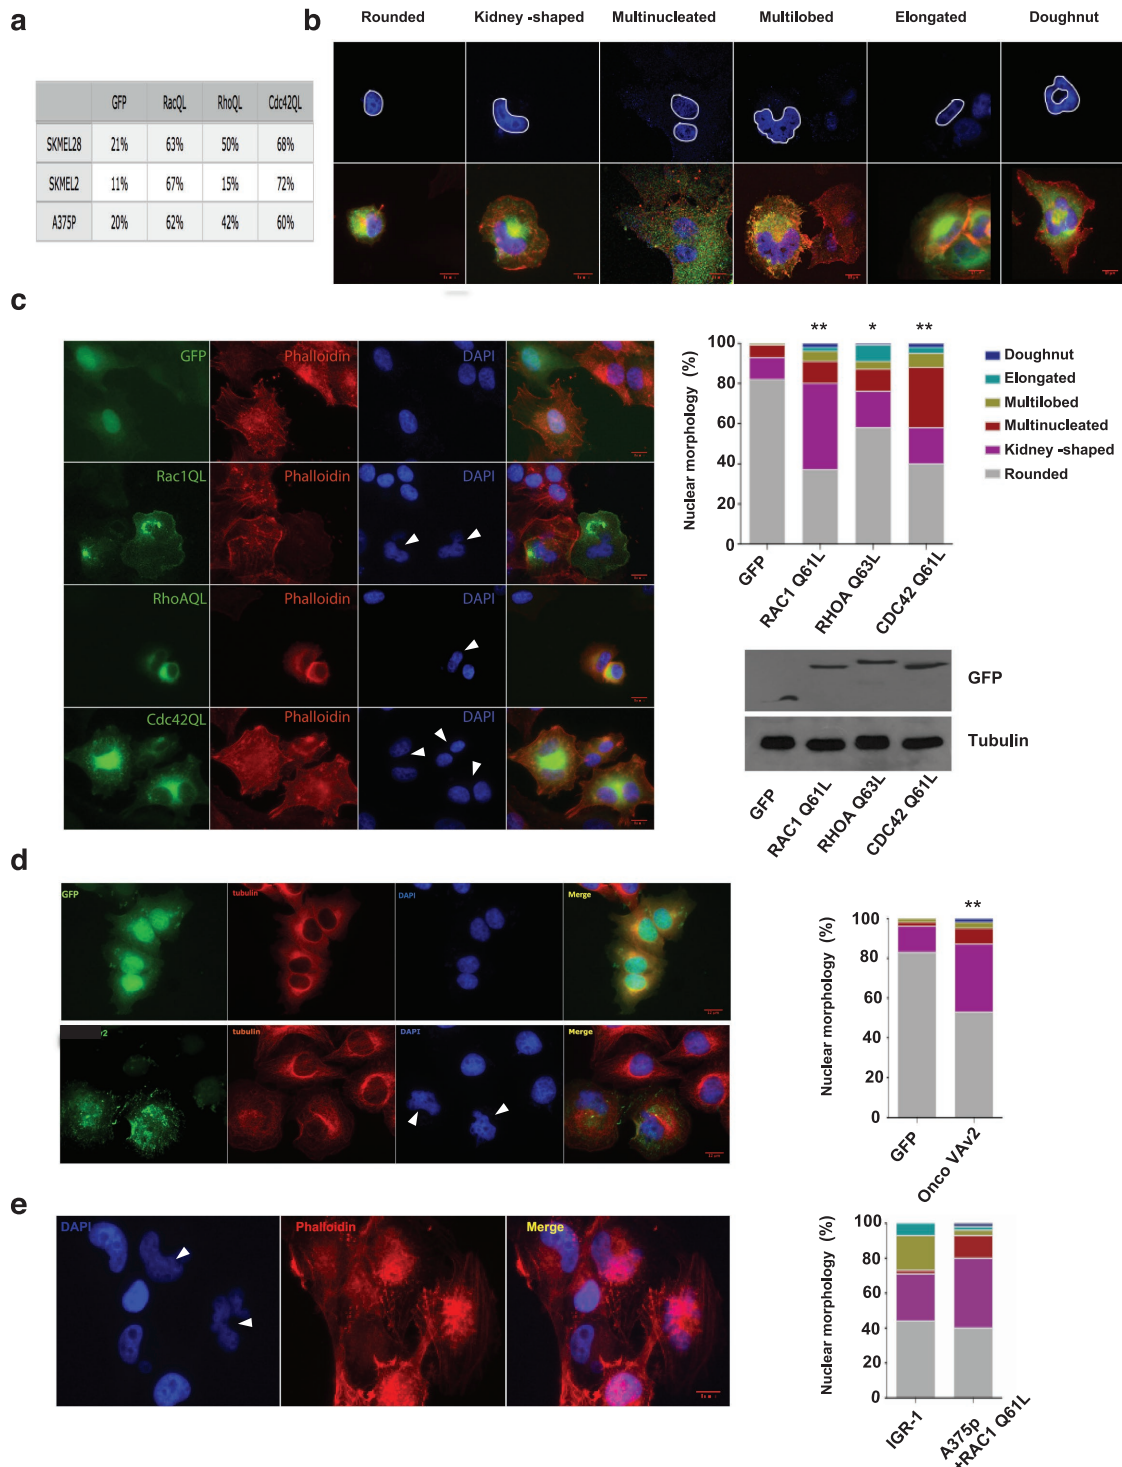 a
GFP RacQL RhoQL Cdc42QL
SKMEL28 21% 63% 50% 68%
SKMEL2 11% 67% 15% 72%
A375P 20% 62% 42% 60%
b
Rounded Kidney -shaped Multinucleated Multilobed Elongated Doughnut
c
GFP Phalloidin DAPI
Rac1QL Phalloidin DAPI
RhoAQL Phalloidin DAPI
Cdc42QL Phalloidin DAPI
** * **
Nuclear morphology (%)
100
80
60
40
20
0
GFP
RAC1 Q61L
RHOA Q63L
CDC42 Q61L
Doughnut
Elongated
Multilobed
Multinucleated
Kidney -shaped
Rounded
GFP
Tubulin
GFP
RAC1 Q61L
RHOA Q63L
CDC42 Q61L
d
GFP tubulin DAPI Merge
v2 tubulin DAPI Merge
**
Nuclear morphology (%)
100
80
60
40
20
0
GFP
Onco VAv2
e
DAPI Phalloidin Merge
Nuclear morphology (%)
100
80
60
40
20
0
IGR-1
A375p
+RAC1 Q61L